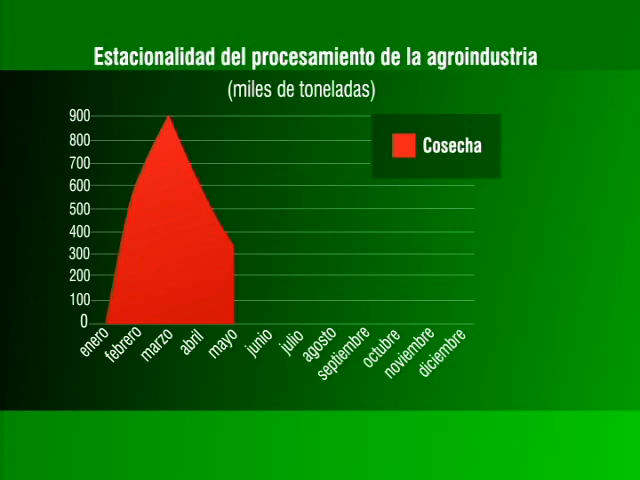 Estacionalidad del procesamiento de la agroindustria
(miles de toneladas)
Cosecha
900
800
700
600
500
400
300
200
100
0
enero
febrero
marzo
abril
mayo
junio
julio
agosto
septiembre
octubre
noviembre
diciembre